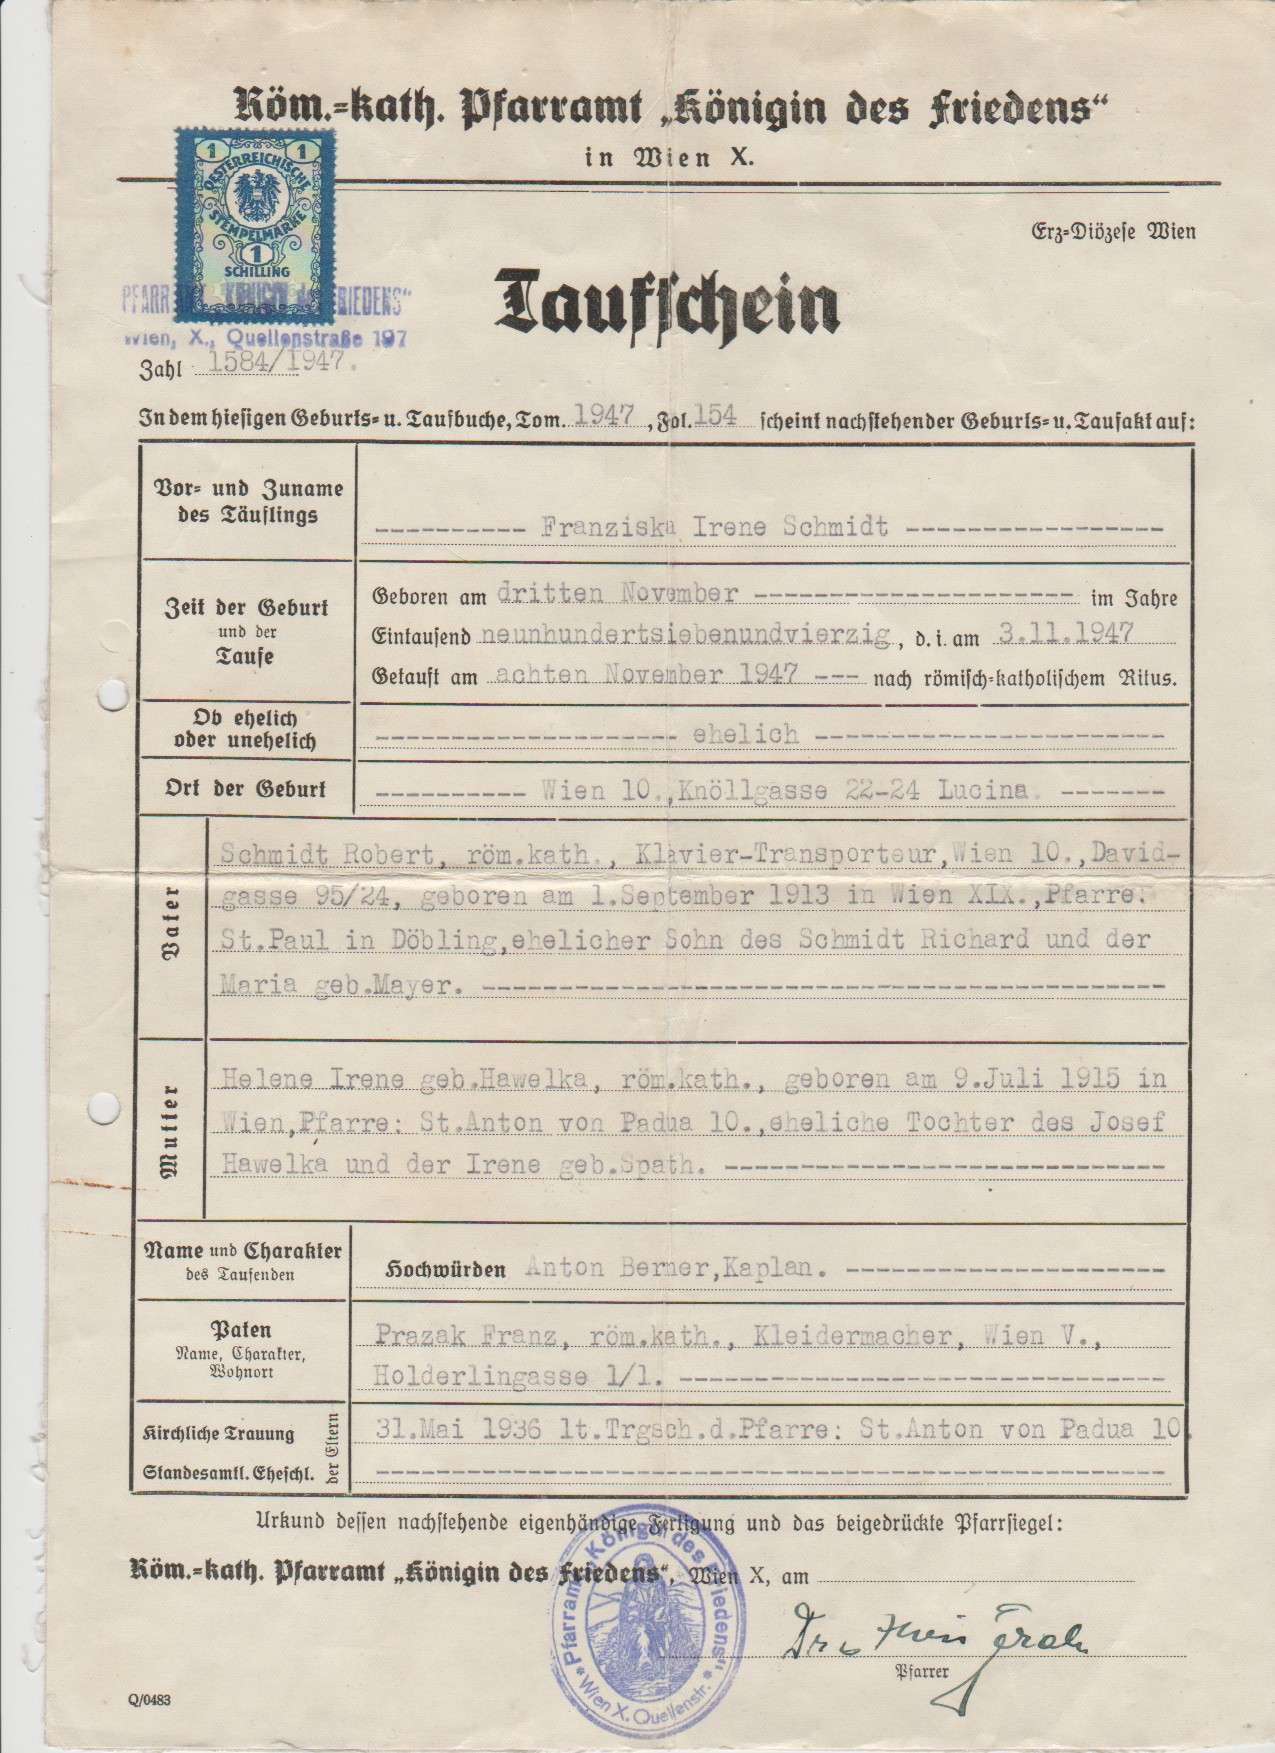 Röm.=kath. Pfarramt „Königin des Friedens“
in Wien X.
1 1
OESTERREICHISCHE
STEMPELMARKE
1
SCHILLING
Erz=Diözese Wien
Taufschein
PFARR KÖNIGIN des FRIEDENS“
Wien, X., Quellenstraße 197
Zahl 1584/1947.
In dem hiesigen Geburts= u. Taufbuche, Tom. 1947, Fol. 154 scheint nachstehender Geburts= u. Taufakt auf:
Vor= und Zuname
des Täuflings
---------- Franziska Irene Schmidt -----------------
Zeit der Geburt
und der
Taufe
Geboren am dritten November --------------------- im Jahre
Eintausend neunhundertsiebenundvierzig, d. i. am 3.11.1947
Getauft am achten November 1947 --- nach römisch=katholischem Ritus.
Ob ehelich
oder unehelich
-------------------- ehelich -----------------------
Ort der Geburt
---------- Wien 10.,Knöllgasse 22-24 Lucina. -------
Vater
Schmidt Robert, röm.kath., Klavier-Transporteur,Wien 10.,David-
gasse 95/24, geboren am 1.September 1913 in Wien XIX.,Pfarre:
St.Paul in Döbling,ehelicher Sohn des Schmidt Richard und der
Maria geb.Mayer. ---------------------------------------------
Mutter
Helene Irene geb.Hawelka, röm.kath., geboren am 9.Juli 1915 in
Wien,Pfarre: St.Anton von Padua 10.,eheliche Tochter des Josef
Hawelka und der Irene geb.Spath. -----------------------------
Name und Charakter
des Taufenden
Hochwürden Anton Berner,Kaplan. ---------------------
Paten
Name, Charakter,
Wohnort
Prazak Franz, röm.kath., Kleidermacher, Wien V.,
Holderlingasse 1/1. --------------------------------
Kirchliche Trauung
Standesamtl. Eheschl.
der Eltern
31.Mai 1936 lt.Trgsch.d.Pfarre: St.Anton von Padua 10.
----------------------------------------------------
Urkund dessen nachstehende eigenhändige Fertigung und das beigedrückte Pfarrsiegel:
Röm.=kath. Pfarramt „Königin des Friedens“, Wien X, am
Pfarramt „Königin des Friedens“
* Wien X. Quellenstr. *
Dr.
Pfarrer
Q/0483